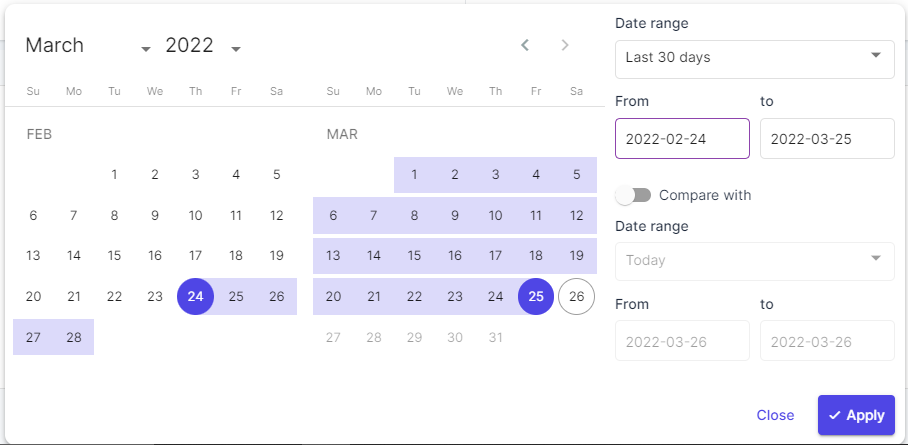 March 2022
Su Mo Tu We Th Fr Sa Su Mo Tu We Th Fr Sa
FEB
1 2 3 4 5
6 7 8 9 10 11 12
13 14 15 16 17 18 19
20 21 22 23 24 25 26
27 28
MAR
1 2 3 4 5
6 7 8 9 10 11 12
13 14 15 16 17 18 19
20 21 22 23 24 25 26
27 28 29 30 31
Date range
Last 30 days
From to
2022-02-24 2022-03-25
Compare with
Date range
Today
From to
2022-03-26 2022-03-26
Close Apply